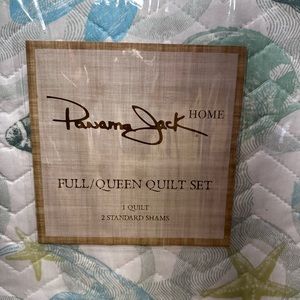 Panama Jack HOME
FULL/QUEEN QUILT SET
1 QUILT
2 STANDARD SHAMS